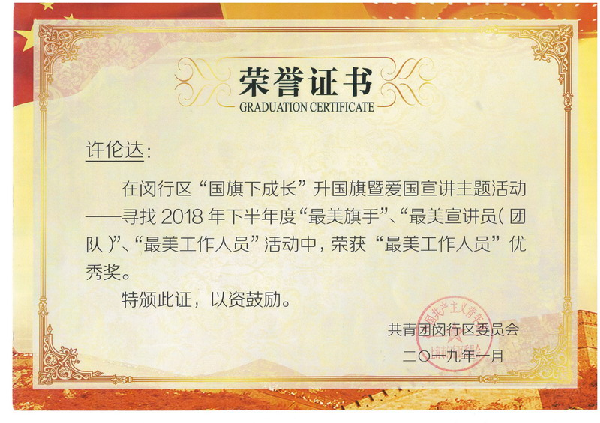 荣誉证书
GRADUATION CERTIFICATE
许伦达：
在闵行区“国旗下成长”升国旗暨爱国宣讲主题活动
——寻找2018年下半年度“最美旗手”、“最美宣讲员（团
队）”、“最美工作人员”活动中，荣获“最美工作人员”优
秀奖。
特颁此证，以资鼓励。
共青团闵行区委员会
二〇一九年一月